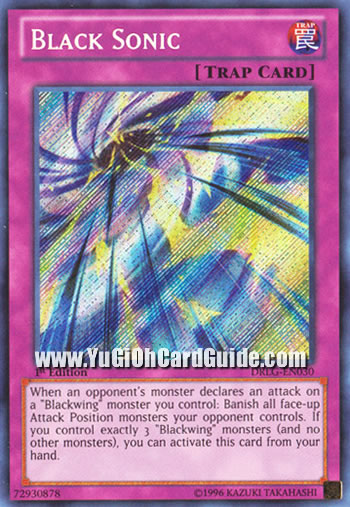 BLACK SONIC
TRAP
罠
[TRAP CARD]
1st Edition
DRLG-EN030
www.YuGiOhCardGuide.com
When an opponent's monster declares an attack
on a "Blackwing" monster you control: Banish all face-up
Attack Position monsters your opponent controls. If
you control exactly 3 "Blackwing" monsters (and no
other monsters), you can activate this card from your
hand.
72930878
©1996 KAZUKI TAKAHASHI